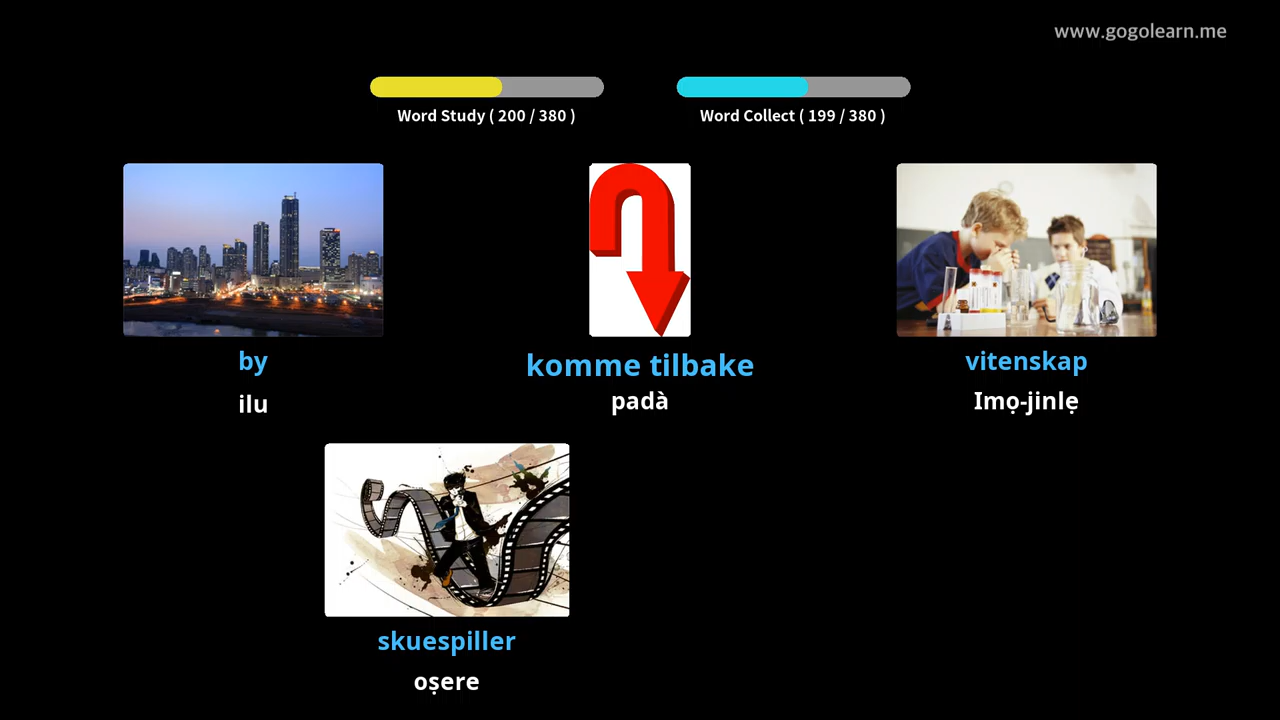 www.gogolearn.me
Word Study ( 200 / 380 )
Word Collect ( 199 / 380 )
by
komme tilbake
vitenskap
ilu
padà
Imọ-jinlẹ
skuespiller
oṣere